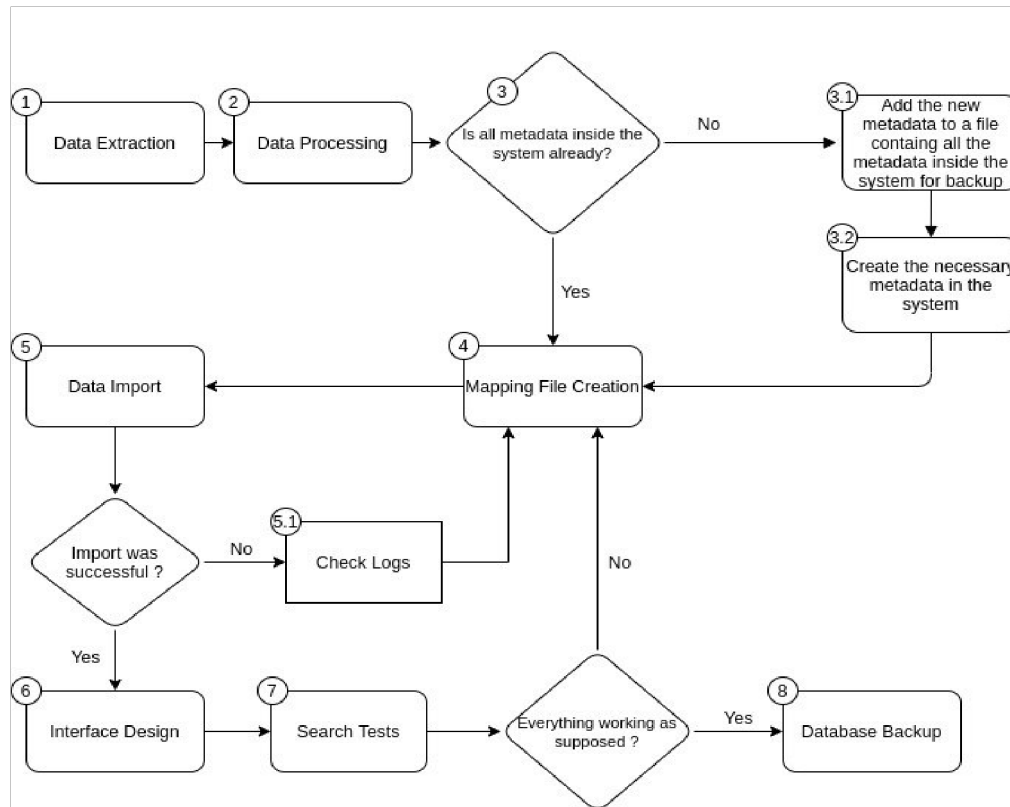 1
Data Extraction
2
Data Processing
3
Is all metadata inside the
system already?
No
3.1
Add the new
metadata to a file
containg all the
metadata inside the
system for backup
3.2
Create the necessary
metadata in the
system
Yes
4
Mapping File Creation
5
Data Import
Import was
successful ?
No
5.1
Check Logs
No
Yes
6
Interface Design
7
Search Tests
Everything working as
supposed ?
Yes
8
Database Backup